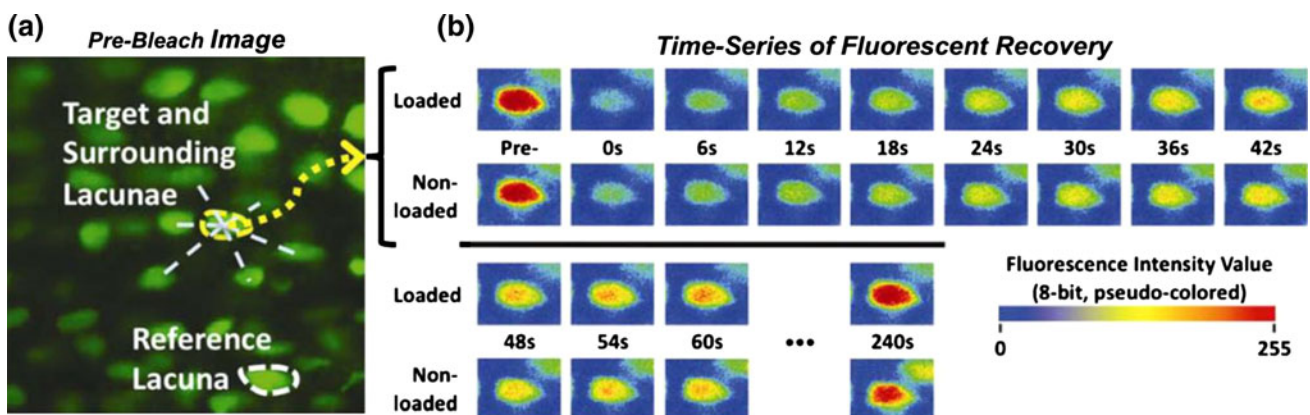 (a)
Pre-Bleach Image
Target and
Surrounding
Lacunae
Reference
Lacuna
(b)
Time-Series of Fluorescent Recovery
Loaded
Pre- 0s 6s 12s 18s 24s 30s 36s 42s
Non-
loaded
Loaded
48s 54s 60s ••• 240s
Non-
loaded
Fluorescence Intensity Value
(8-bit, pseudo-colored)
0 255